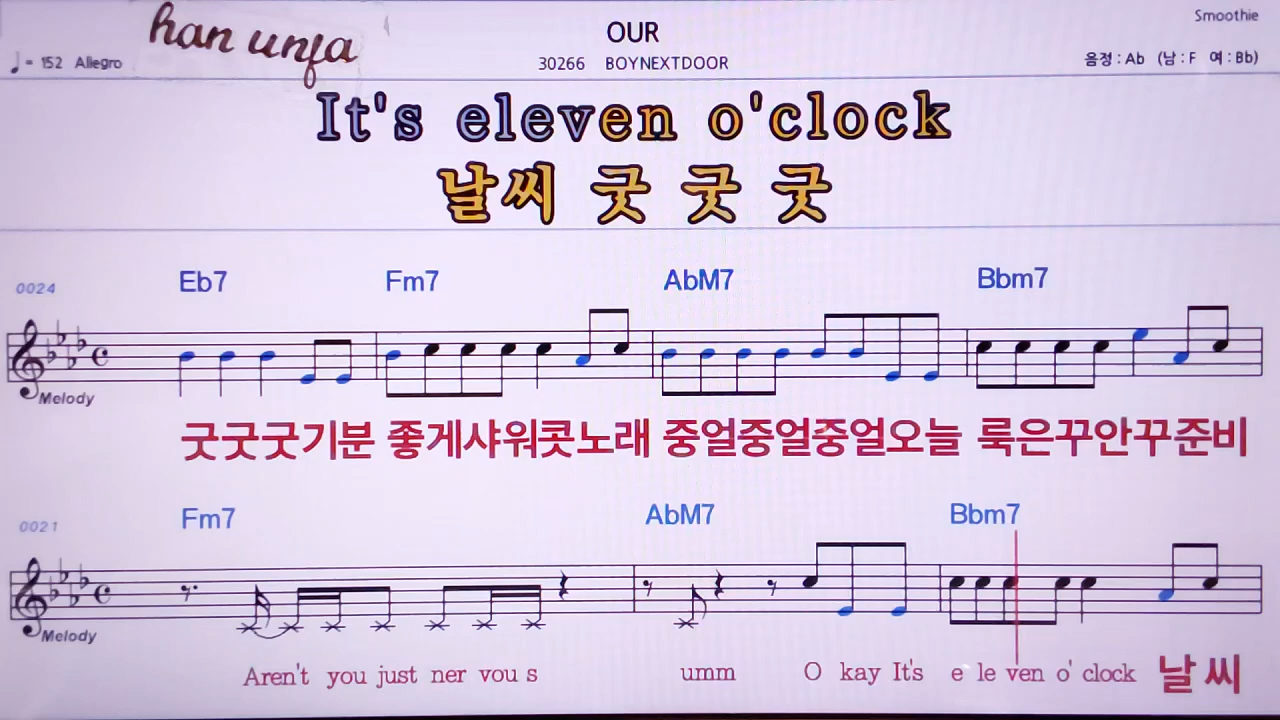 han unja
OUR
Smoothie
♩= 152 Allegro
30266 BOYNEXTDOOR
음정 : Ab (남 : F 여 : Bb)
It's eleven o'clock
날씨 굿 굿 굿
0024
Eb7 Fm7 AbM7 Bbm7
Melody
굿굿굿기분 좋게샤워콧노래 중얼중얼중얼오늘 룩은꾸안꾸준비
0021
Fm7 AbM7 Bbm7
Melody
Aren't you just ner vou s umm O kay It's e le ven o' clock 날 씨